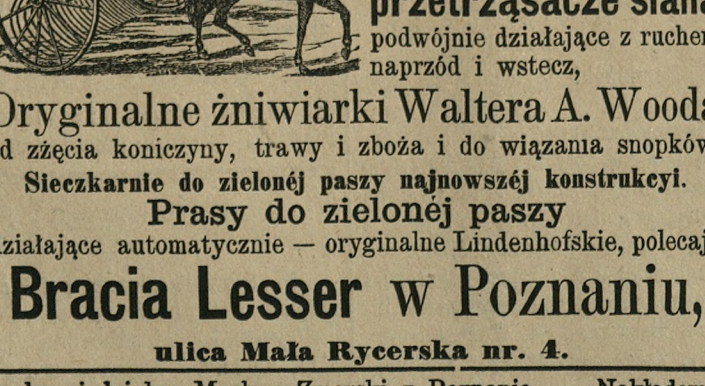 przetrząsacze siana
podwójnie działające z ruchem
naprzód i wstecz,
Oryginalne żniwiarki Waltera A. Wooda
d zżęcia koniczyny, trawy i zboża i do wiązania snopków
Sieczkarnie do zielonéj paszy najnowszéj konstrukcyi.
Prasy do zielonéj paszy
działające automatycznie — oryginalne Lindenhofskie, polecaj
Bracia Lesser w Poznaniu,
ulica Mała Rycerska nr. 4.